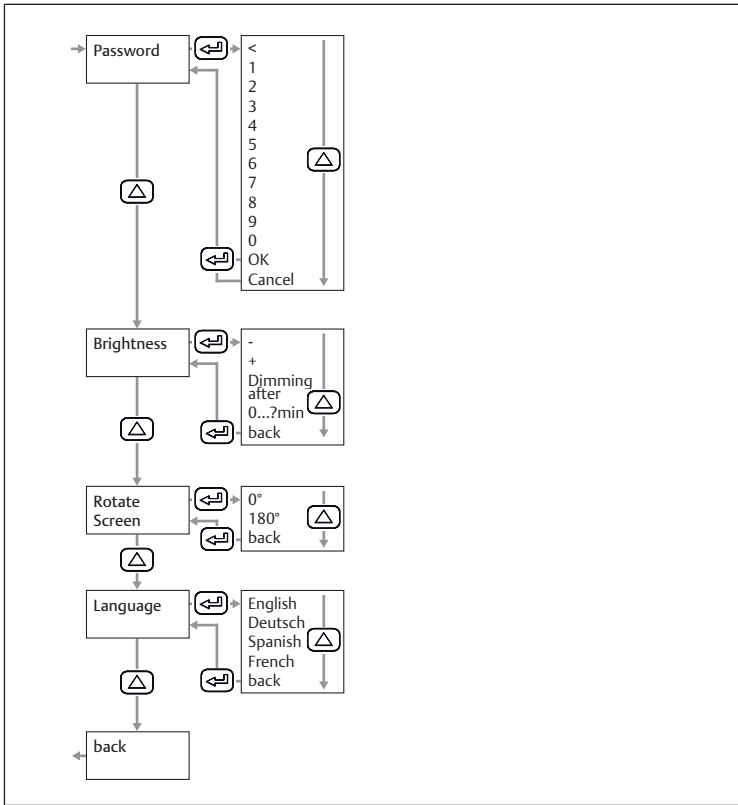 Password
<
1
2
3
4
5
6
7
8
9
0
OK
Cancel
Brightness
-
+
Dimming
after
0...?min
back
Rotate
Screen
0°
180°
back
Language
English
Deutsch
Spanish
French
back
back